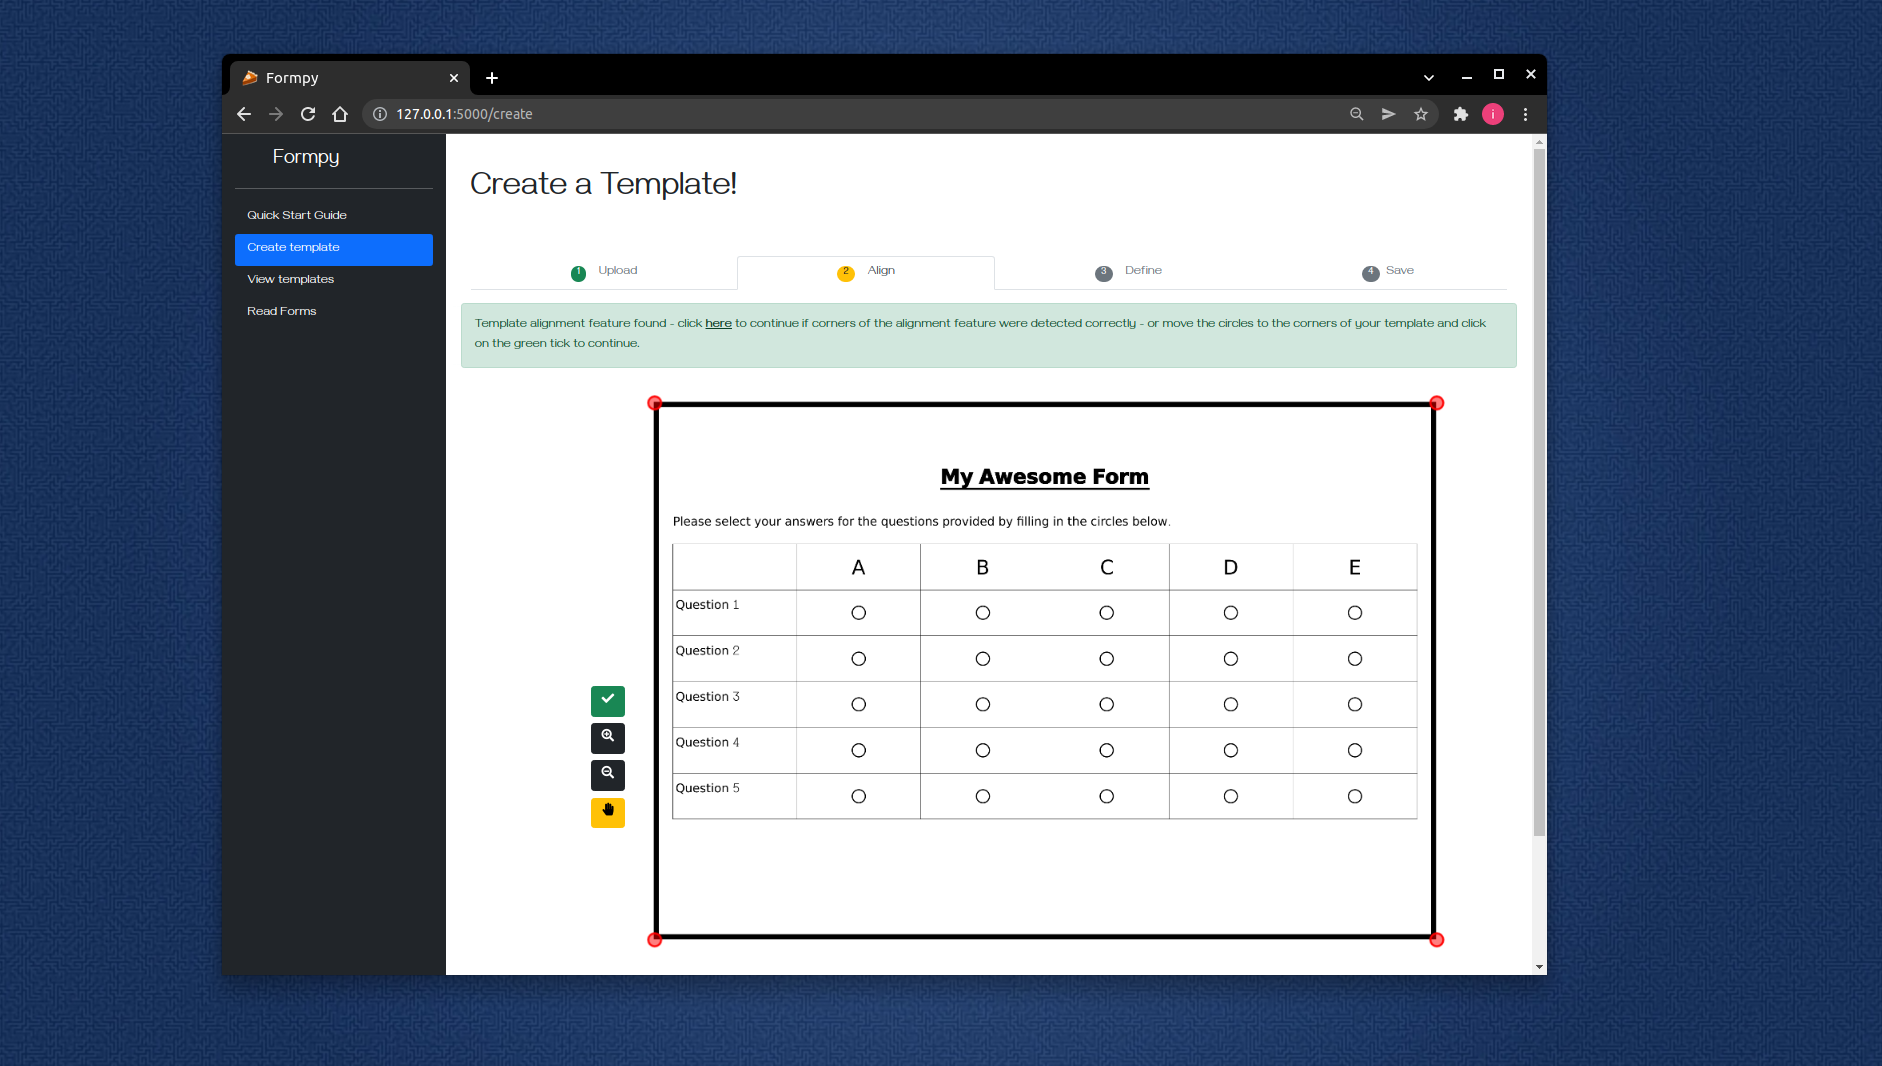 Formpy
127.0.0.1:5000/create
i
Formpy
Quick Start Guide
Create template
View templates
Read Forms
Create a Template!
1 Upload
2 Align
3 Define
4 Save
Template alignment feature found - click here to continue if corners of the alignment feature were detected correctly - or move the circles to the corners of your template and click
on the green tick to continue.
My Awesome Form
Please select your answers for the questions provided by filling in the circles below.
A B C D E
Question 1
Question 2
Question 3
Question 4
Question 5